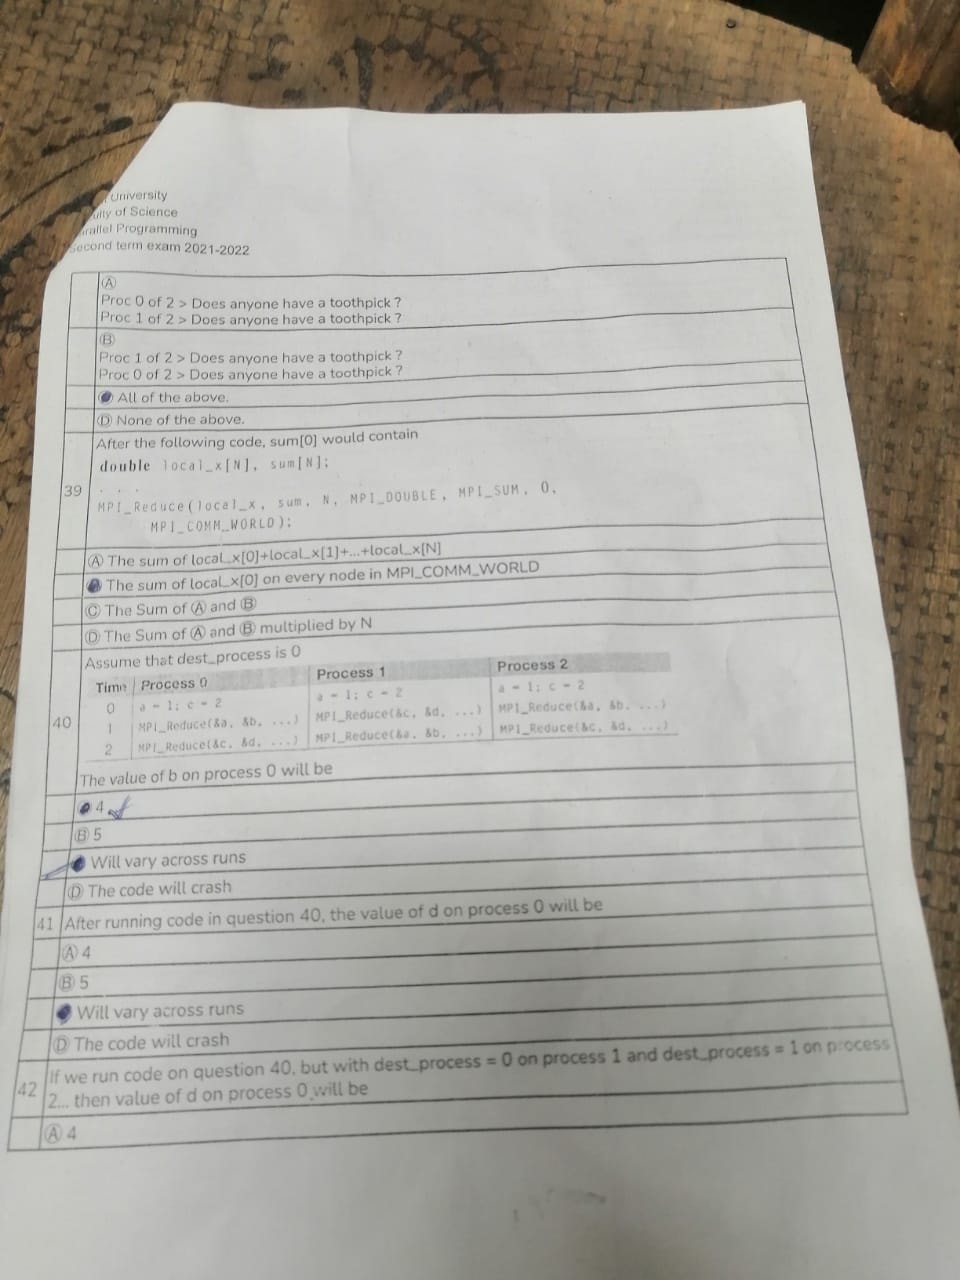 University
of Science
Parallel Programming
Second term exam 2021-2022
Ⓐ
Proc 0 of 2 > Does anyone have a toothpick ?
Proc 1 of 2 > Does anyone have a toothpick ?
Ⓑ
Proc 1 of 2 > Does anyone have a toothpick ?
Proc 0 of 2 > Does anyone have a toothpick ?
All of the above.
Ⓓ None of the above.
39
After the following code, sum[0] would contain
double local_x[N], sum[N];
. . .
MPI_Reduce(local_x, sum, N, MPI_DOUBLE, MPI_SUM, 0,
MPI_COMM_WORLD);
Ⓐ The sum of local_x[0]+local_x[1]+...+local_x[N]
The sum of local_x[0] on every node in MPI_COMM_WORLD
Ⓒ The Sum of Ⓐ and Ⓑ
Ⓓ The Sum of Ⓐ and Ⓑ multiplied by N
40
Assume that dest_process is 0
Time Process 0 Process 1 Process 2
0 a = 1; c = 2 a = 1; c = 2 a = 1; c = 2
1 MPI_Reduce(&a, &b, ...) MPI_Reduce(&c, &d, ...) MPI_Reduce(&a, &b, ...)
2 MPI_Reduce(&c, &d, ...) MPI_Reduce(&a, &b, ...) MPI_Reduce(&c, &d, ...)
The value of b on process 0 will be
4
Ⓑ 5
Will vary across runs
Ⓓ The code will crash
41 After running code in question 40, the value of d on process 0 will be
Ⓐ 4
Ⓑ 5
Will vary across runs
Ⓓ The code will crash
42
If we run code on question 40, but with dest_process = 0 on process 1 and dest_process = 1 on process
2... then value of d on process 0 will be
Ⓐ 4